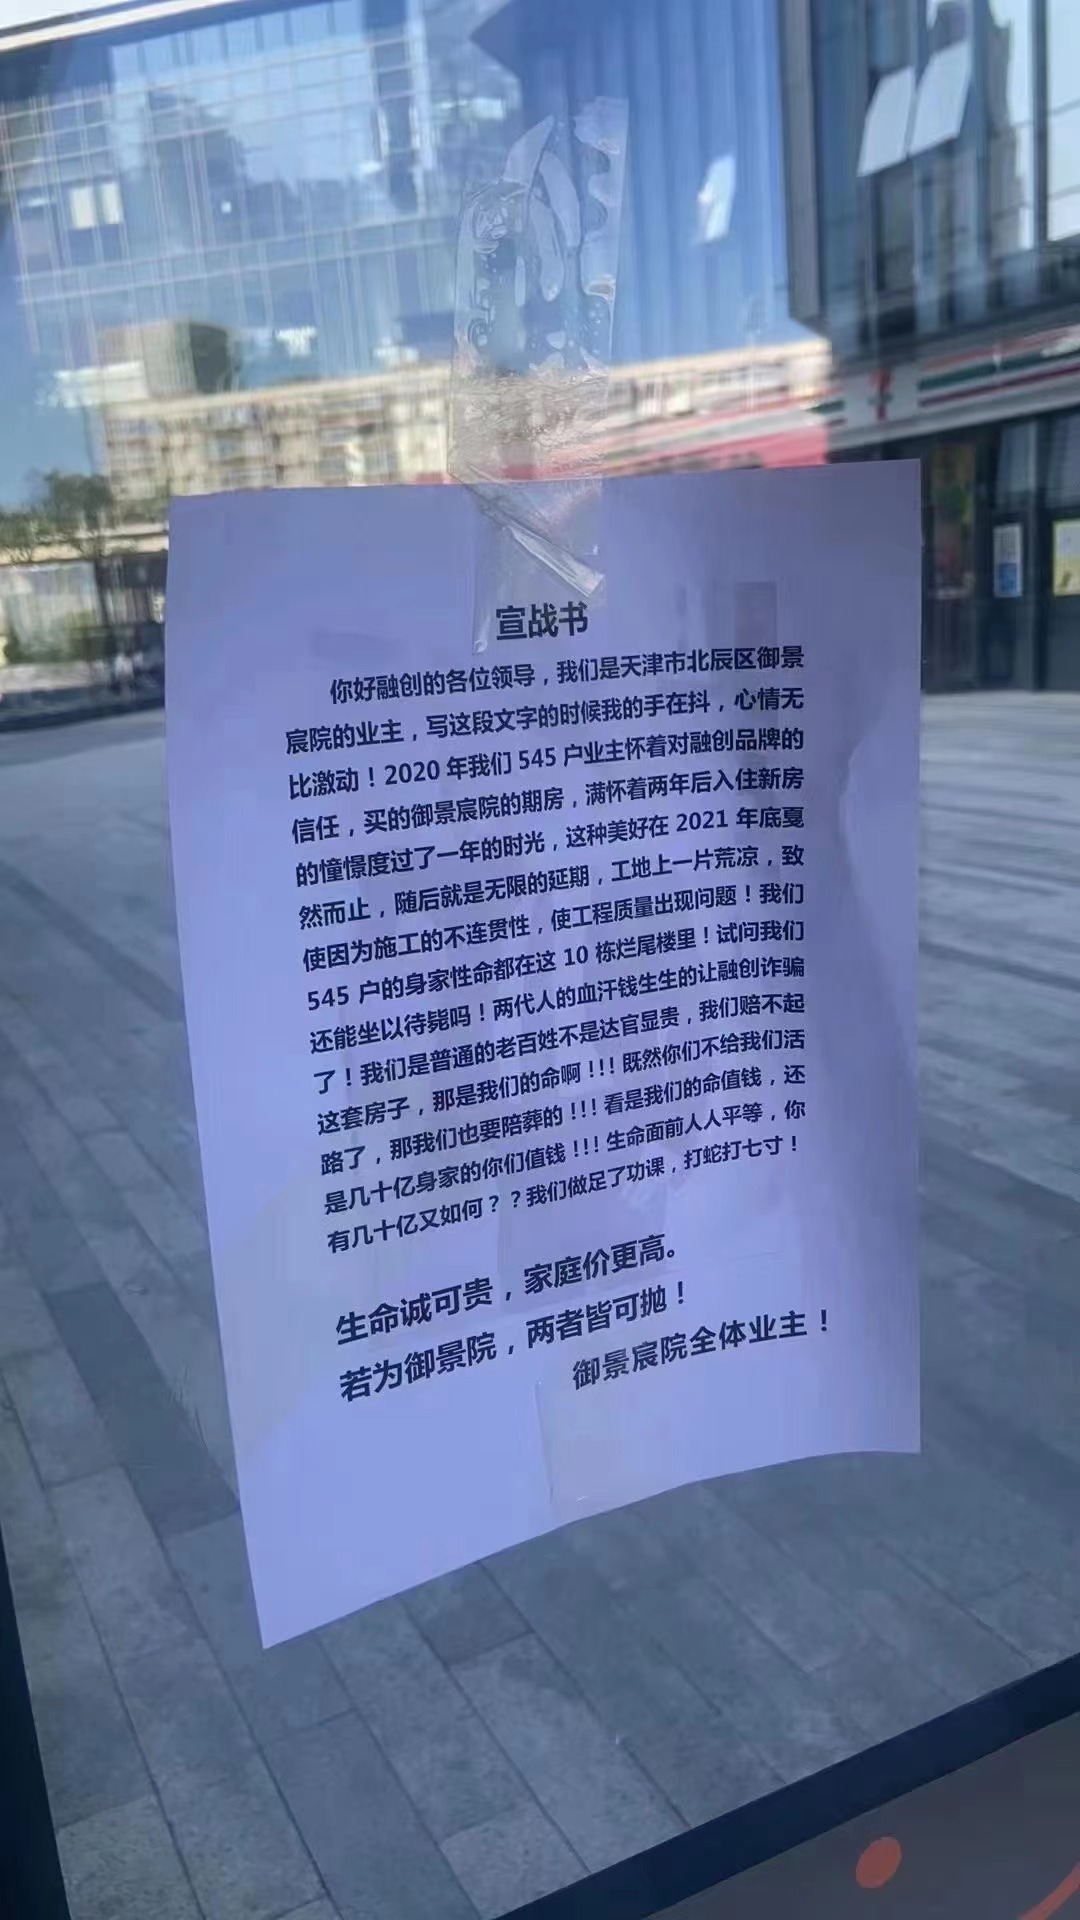 宣战书
你好融创的各位领导，我们是天津市北辰区御景
宸院的业主，写这段文字的时候我的手在抖，心情无
比激动！2020 年我们 545 户业主怀着对融创品牌的
信任，买的御景宸院的期房，满怀着两年后入住新房
的憧憬度过了一年的时光，这种美好在 2021 年底戛
然而止，随后就是无限的延期，工地上一片荒凉，致
使因为施工的不连贯性，使工程质量出现问题！我们
545 户的身家性命都在这 10 栋烂尾楼里！试问我们
还能坐以待毙吗！两代人的血汗钱生生的让融创诈骗
了！我们是普通的老百姓不是达官显贵，我们赔不起
这套房子，那是我们的命啊！！！既然你们不给我们活
路了，那我们也要陪葬的！！！看是我们的命值钱，还
是几十亿身家的你们值钱！！！生命面前人人平等，你
有几十亿又如何？？我们做足了功课，打蛇打七寸！
生命诚可贵，家庭价更高。
若为御景院，两者皆可抛！
御景宸院全体业主！